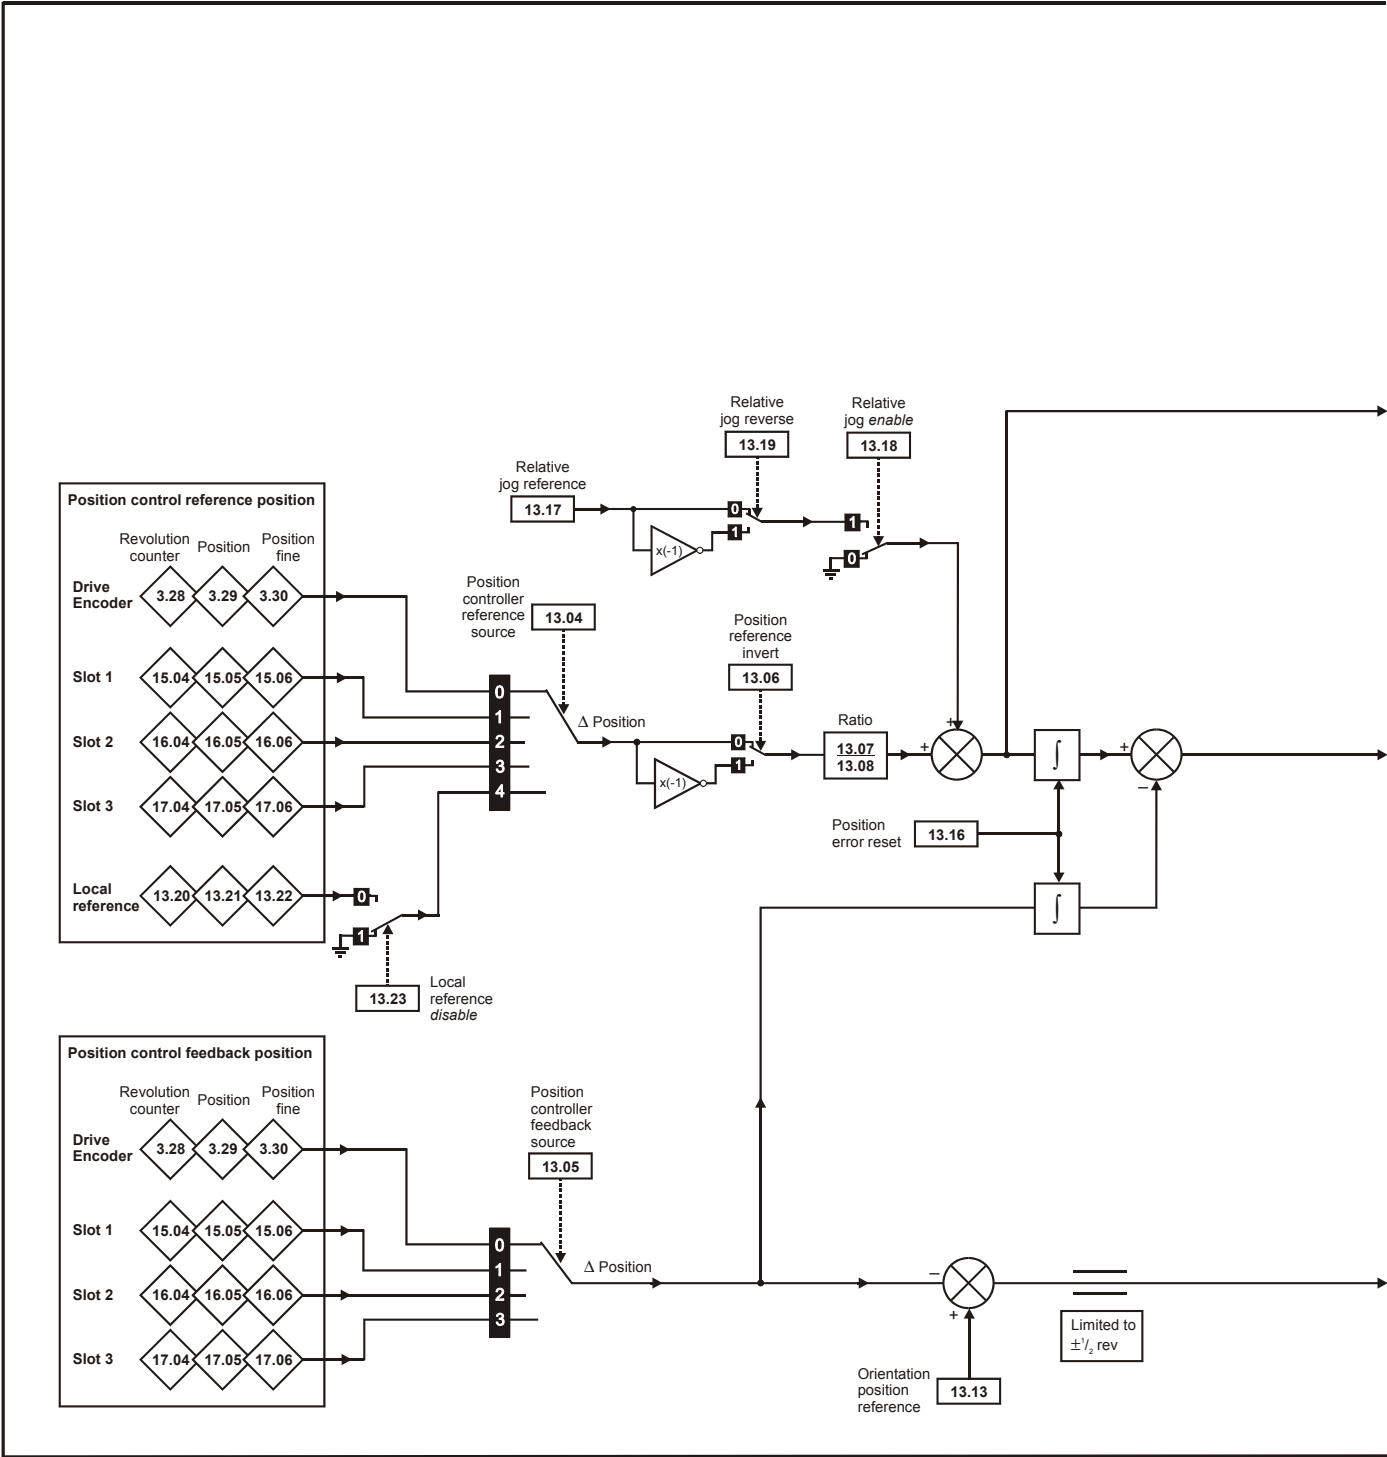 Relative
jog reverse
13.19
Relative
jog enable
13.18
Relative
jog reference
13.17
0
1
x(-1)
1
0
Position control reference position
Revolution
counter
Position
Position
fine
Drive
Encoder
3.28
3.29
3.30
Slot 1
15.04
15.05
15.06
Slot 2
16.04
16.05
16.06
Slot 3
17.04
17.05
17.06
Local
reference
13.20
13.21
13.22
0
1
13.23
Local
reference
disable
Position
controller
reference
source
13.04
0
1
2
3
4
Δ Position
x(-1)
Position
reference
invert
13.06
0
1
Ratio
13.07
13.08
+
+
∫
+
−
Position
error reset
13.16
∫
Position control feedback position
Revolution
counter
Position
Position
fine
Drive
Encoder
3.28
3.29
3.30
Slot 1
15.04
15.05
15.06
Slot 2
16.04
16.05
16.06
Slot 3
17.04
17.05
17.06
Position
controller
feedback
source
13.05
0
1
2
3
Δ Position
−
+
Limited to
±1/2 rev
Orientation
position
reference
13.13